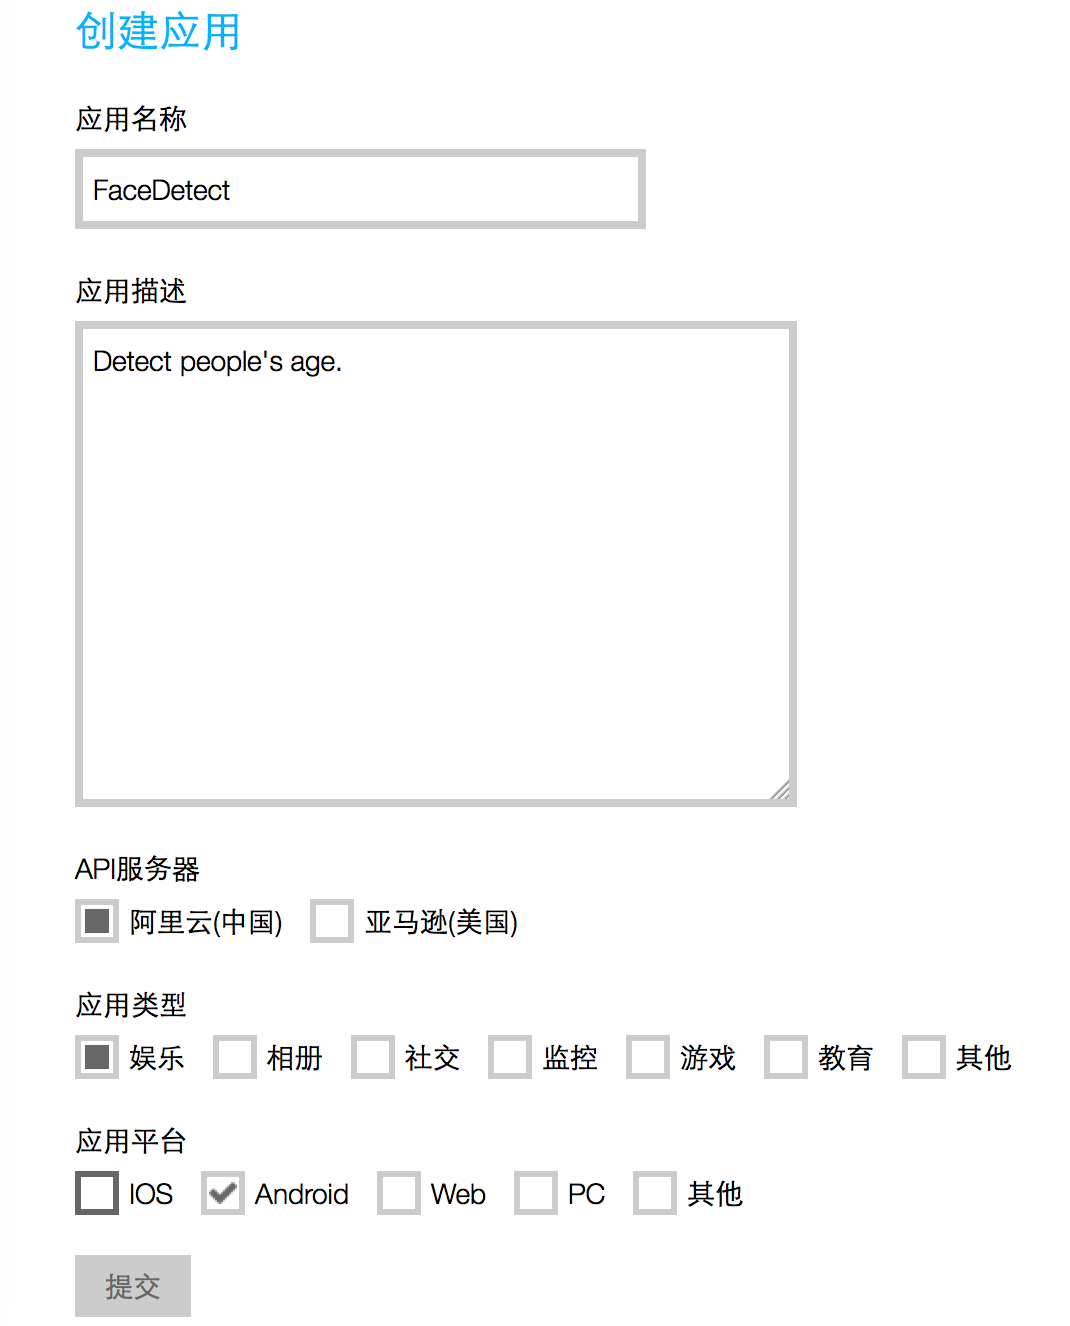 创建应用
应用名称
FaceDetect
应用描述
Detect people's age.
API服务器
阿里云(中国) 亚马逊(美国)
应用类型
娱乐 相册 社交 监控 游戏 教育 其他
应用平台
IOS Android Web PC 其他
提交